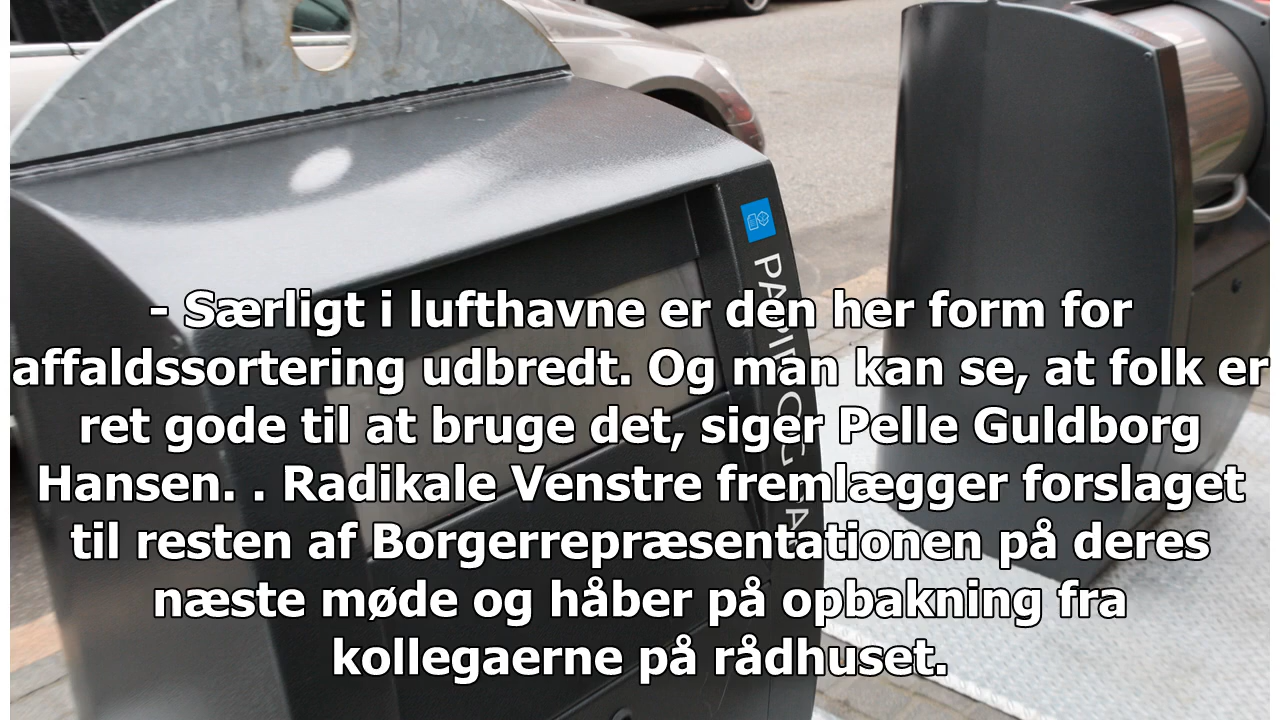 - Særligt i lufthavne er den her form for
affaldssortering udbredt. Og man kan se, at folk er
ret gode til at bruge det, siger Pelle Guldborg
Hansen. . Radikale Venstre fremlægger forslaget
til resten af Borgerrepræsentationen på deres
næste møde og håber på opbakning fra
kollegaerne på rådhuset.